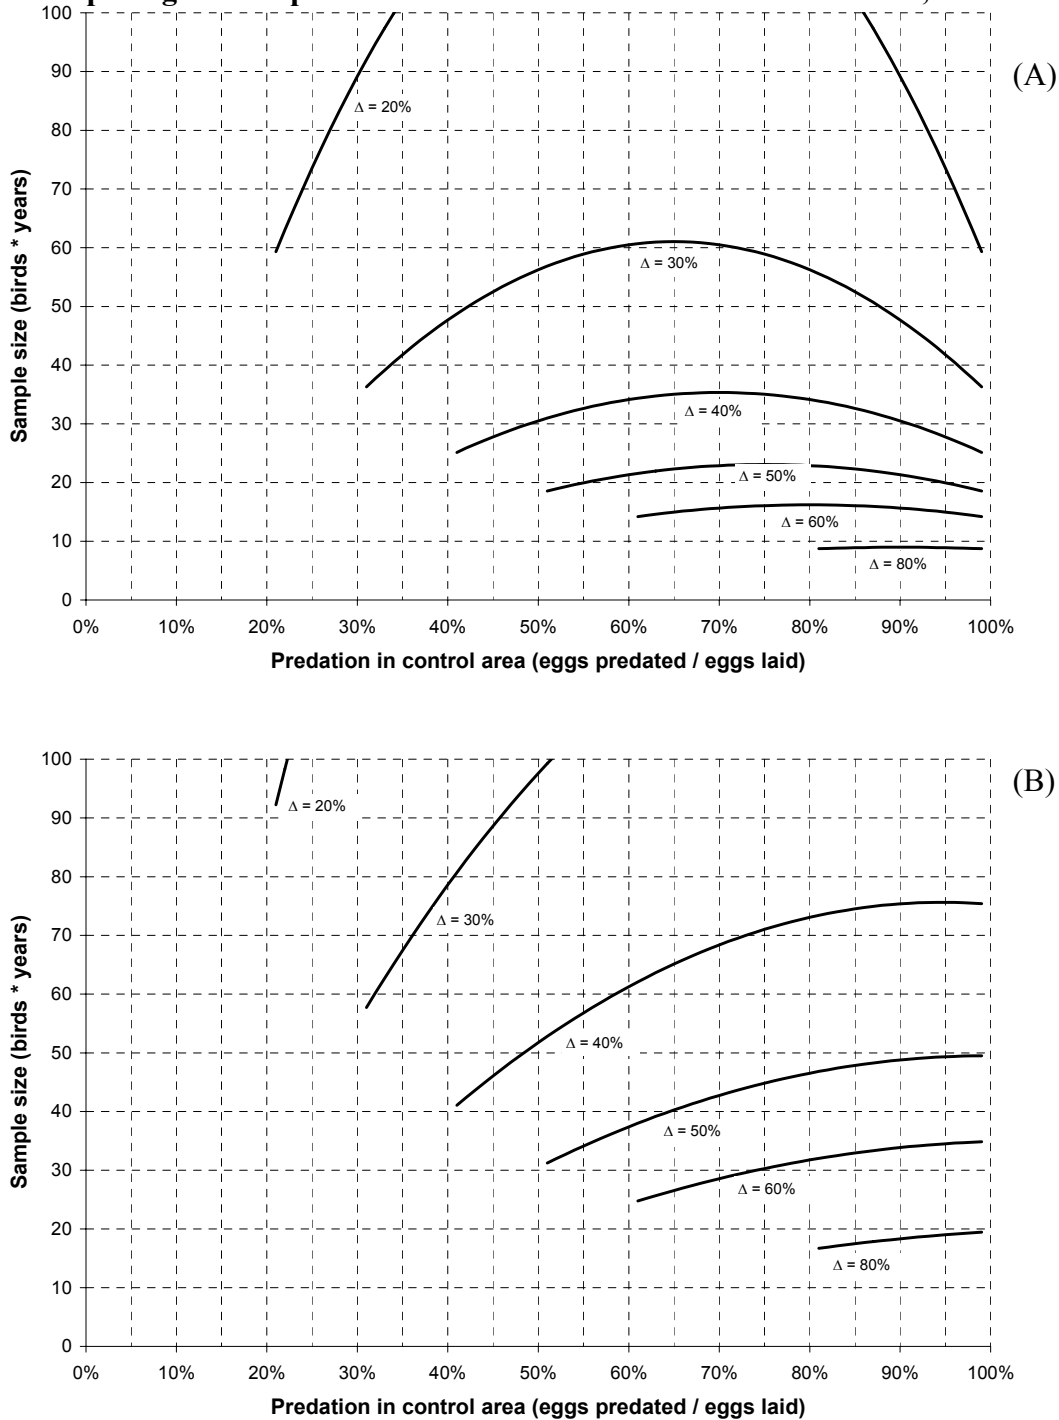 100
90
80
70
60
50
40
30
20
10
0
Sample size (birds * years)
(A)
Δ = 20%
Δ = 30%
Δ = 40%
Δ = 50%
Δ = 60%
Δ = 80%
0% 10% 20% 30% 40% 50% 60% 70% 80% 90% 100%
Predation in control area (eggs predated / eggs laid)
100
90
80
70
60
50
40
30
20
10
0
Sample size (birds * years)
(B)
Δ = 20%
Δ = 30%
Δ = 40%
Δ = 50%
Δ = 60%
Δ = 80%
0% 10% 20% 30% 40% 50% 60% 70% 80% 90% 100%
Predation in control area (eggs predated / eggs laid)